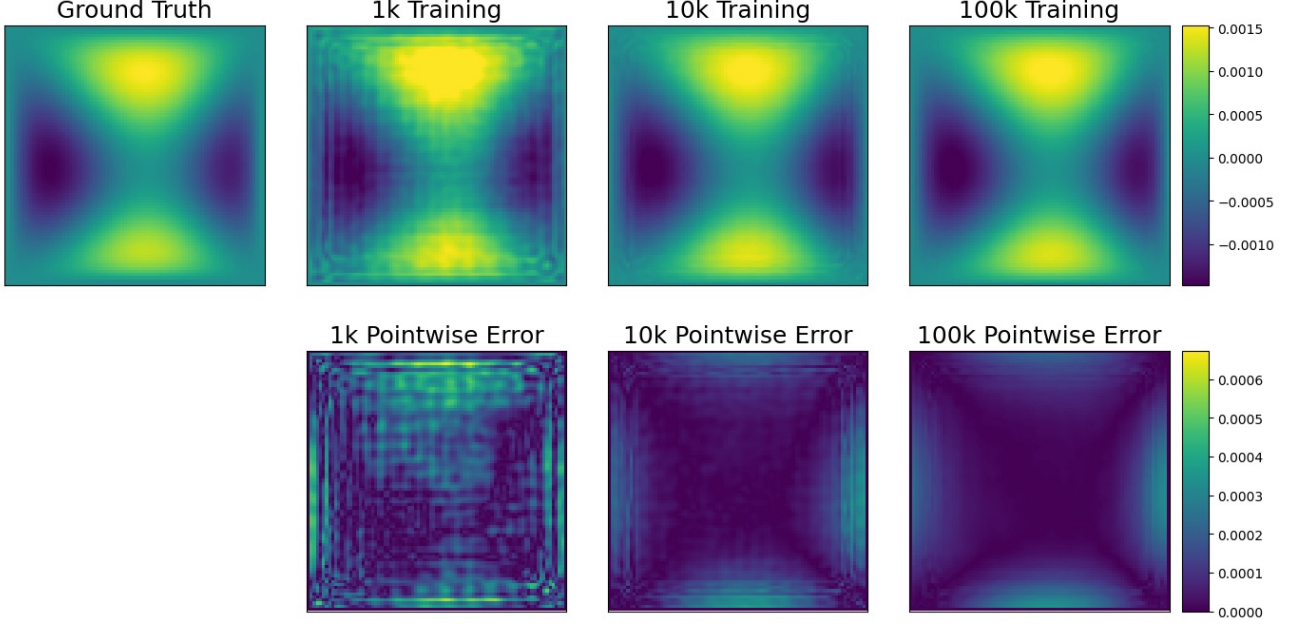 Ground Truth
1k Training
10k Training
100k Training
0.0015
0.0010
0.0005
0.0000
−0.0005
−0.0010
1k Pointwise Error
10k Pointwise Error
100k Pointwise Error
0.0006
0.0005
0.0004
0.0003
0.0002
0.0001
0.0000